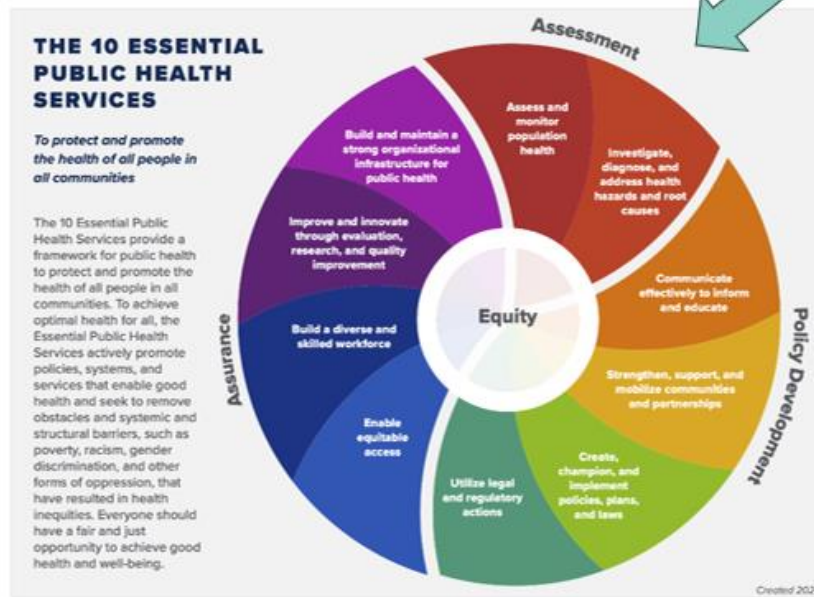 THE 10 ESSENTIAL
PUBLIC HEALTH
SERVICES
To protect and promote
the health of all people in
all communities
The 10 Essential Public
Health Services provide a
framework for public health
to protect and promote the
health of all people in all
communities. To achieve
optimal health for all, the
Essential Public Health
Services actively promote
policies, systems, and
services that enable good
health and seek to remove
obstacles and systemic and
structural barriers, such as
poverty, racism, gender
discrimination, and other
forms of oppression, that
have resulted in health
inequities. Everyone should
have a fair and just
opportunity to achieve good
health and well-being.
Assessment
Assess and
monitor
population
health
Investigate,
diagnose, and
address health
hazards and root
causes
Policy Development
Communicate
effectively to inform
and educate
Strengthen, support, and
mobilize communities
and partnerships
Create,
champion, and
implement
policies, plans,
and laws
Utilize legal
and regulatory
actions
Assurance
Enable
equitable
access
Build a diverse and
skilled workforce
Improve and innovate
through evaluation,
research, and quality
improvement
Build and maintain a
strong organizational
infrastructure for
public health
Equity
Created 202